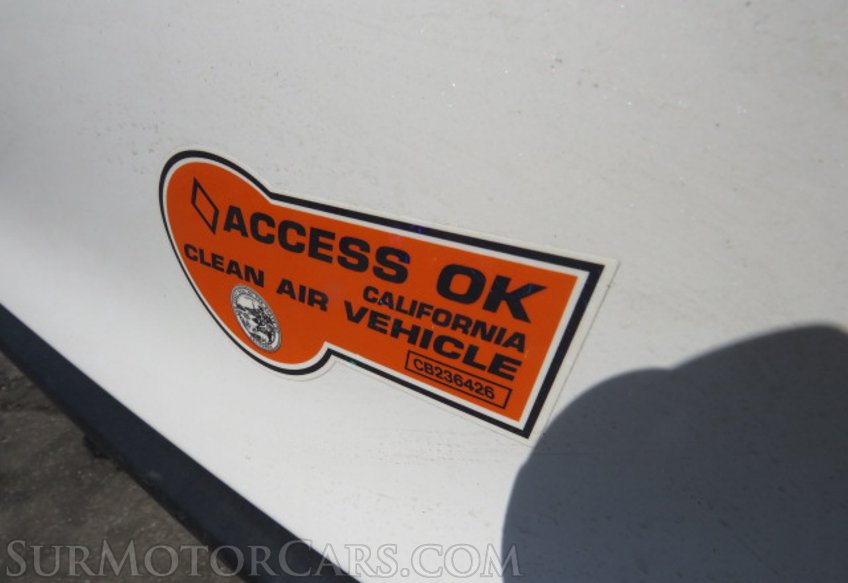 ACCESS OK
CALIFORNIA
CLEAN AIR VEHICLE
CB236426
SURMOTORCARS.COM